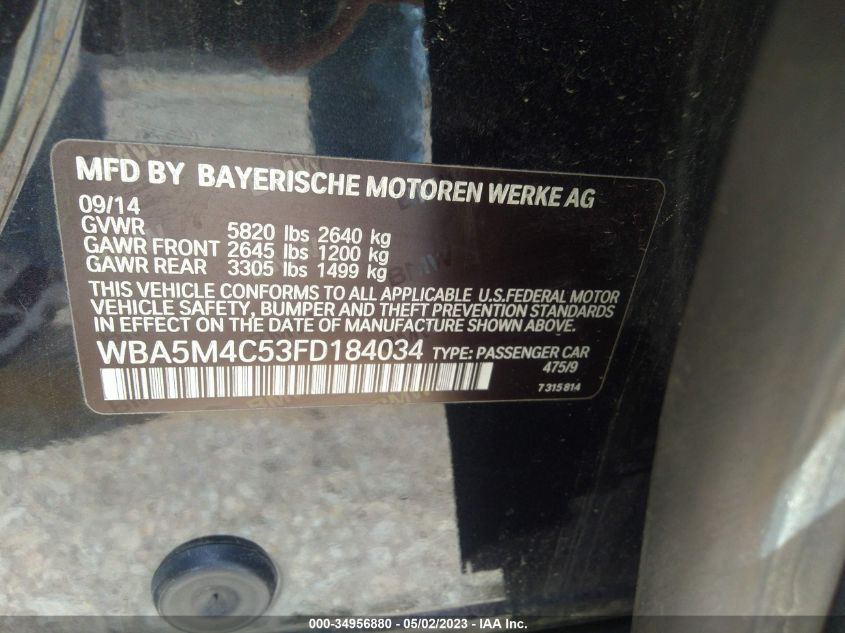 MFD BY BAYERISCHE MOTOREN WERKE AG
09/14
GVWR 5820 lbs 2640 kg
GAWR FRONT 2645 lbs 1200 kg
GAWR REAR 3305 lbs 1499 kg
THIS VEHICLE CONFORMS TO ALL APPLICABLE U.S.FEDERAL MOTOR
VEHICLE SAFETY, BUMPER AND THEFT PREVENTION STANDARDS
IN EFFECT ON THE DATE OF MANUFACTURE SHOWN ABOVE.
WBA5M4C53FD184034 TYPE: PASSENGER CAR
475/9
7 315 814
000-34956880 - 05/02/2023 - IAA Inc.